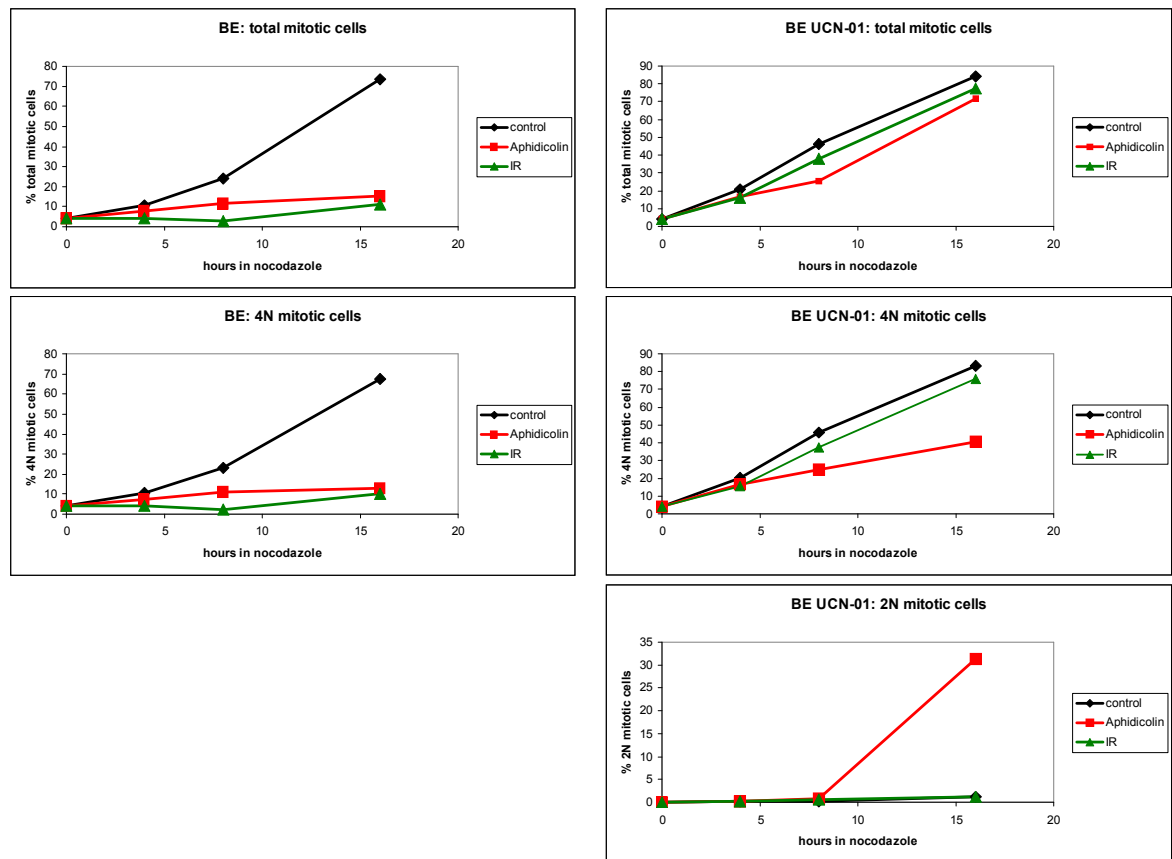 BE: total mitotic cells
% total mitotic cells
80
70
60
50
40
30
20
10
0
0 5 10 15 20
hours in nocodazole
control
Aphidicolin
IR
BE UCN-01: total mitotic cells
% total mitotic cells
90
80
70
60
50
40
30
20
10
0
0 5 10 15 20
hours in nocodazole
control
Aphidicolin
IR
BE: 4N mitotic cells
% 4N mitotic cells
80
70
60
50
40
30
20
10
0
0 5 10 15 20
hours in nocodazole
control
Aphidicolin
IR
BE UCN-01: 4N mitotic cells
% 4N mitotic cells
90
80
70
60
50
40
30
20
10
0
0 5 10 15 20
hours in nocodazole
control
Aphidicolin
IR
BE UCN-01: 2N mitotic cells
% 2N mitotic cells
35
30
25
20
15
10
5
0
0 5 10 15 20
hours in nocodazole
control
Aphidicolin
IR